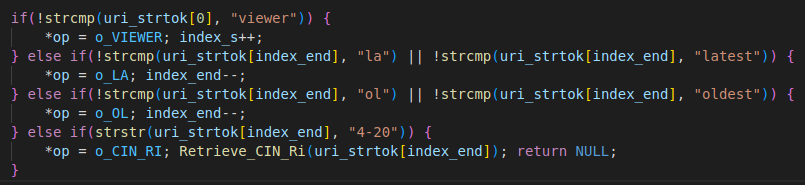 if(!strcmp(uri_strtok[0], "viewer")) {
    *op = o_VIEWER; index_s++;
} else if(!strcmp(uri_strtok[index_end], "la") || !strcmp(uri_strtok[index_end], "latest")) {
    *op = o_LA; index_end--;
} else if(!strcmp(uri_strtok[index_end], "ol") || !strcmp(uri_strtok[index_end], "oldest")) {
    *op = o_OL; index_end--;
} else if(strstr(uri_strtok[index_end], "4-20")) {
    *op = o_CIN_RI; Retrieve_CIN_Ri(uri_strtok[index_end]); return NULL;
}